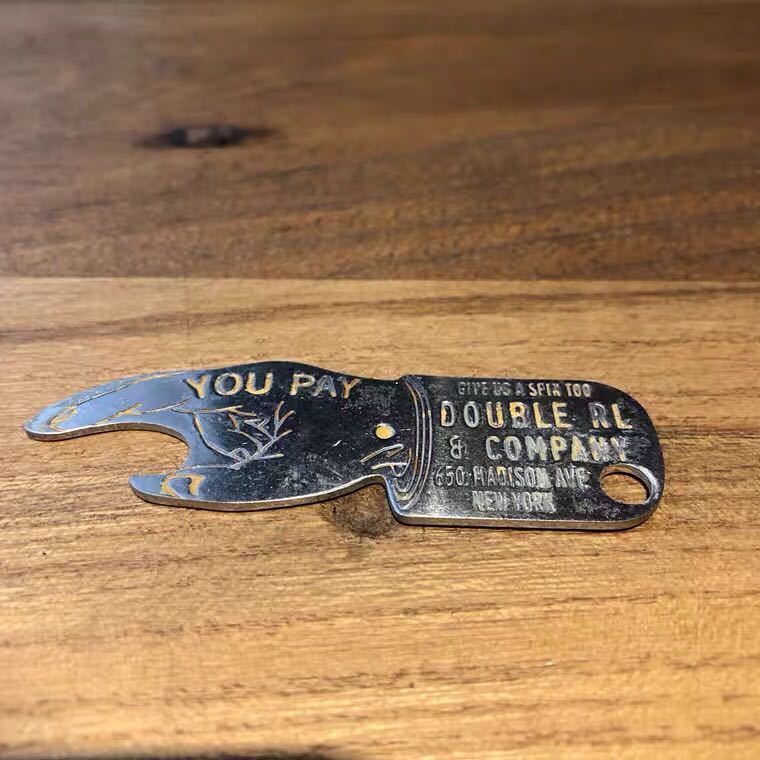 YOU PAY
GIVE US A SPIN TOO
DOUBLE RL
& COMPANY
650 MADISON AVE
NEW YORK